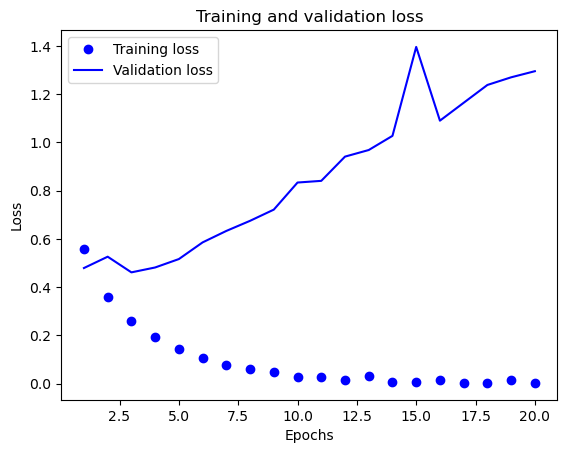 Training and validation loss
Training loss
Validation loss
1.4
1.2
1.0
0.8
0.6
0.4
0.2
0.0
Loss
2.5 5.0 7.5 10.0 12.5 15.0 17.5 20.0
Epochs